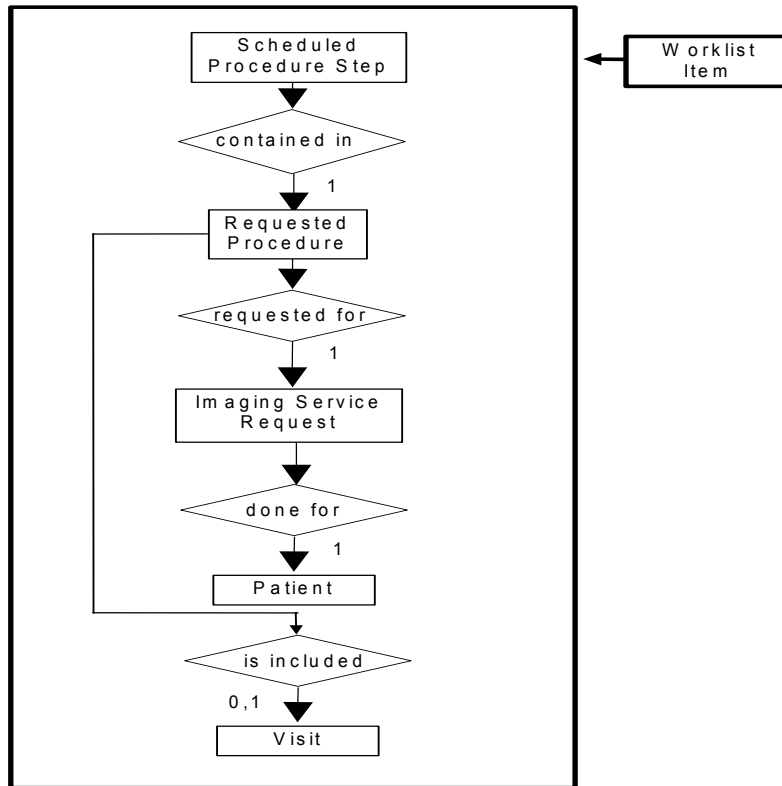 Scheduled
Procedure Step
Worklist
Item
contained in
1
Requested
Procedure
requested for
1
Imaging Service
Request
done for
1
Patient
is included
0,1
Visit